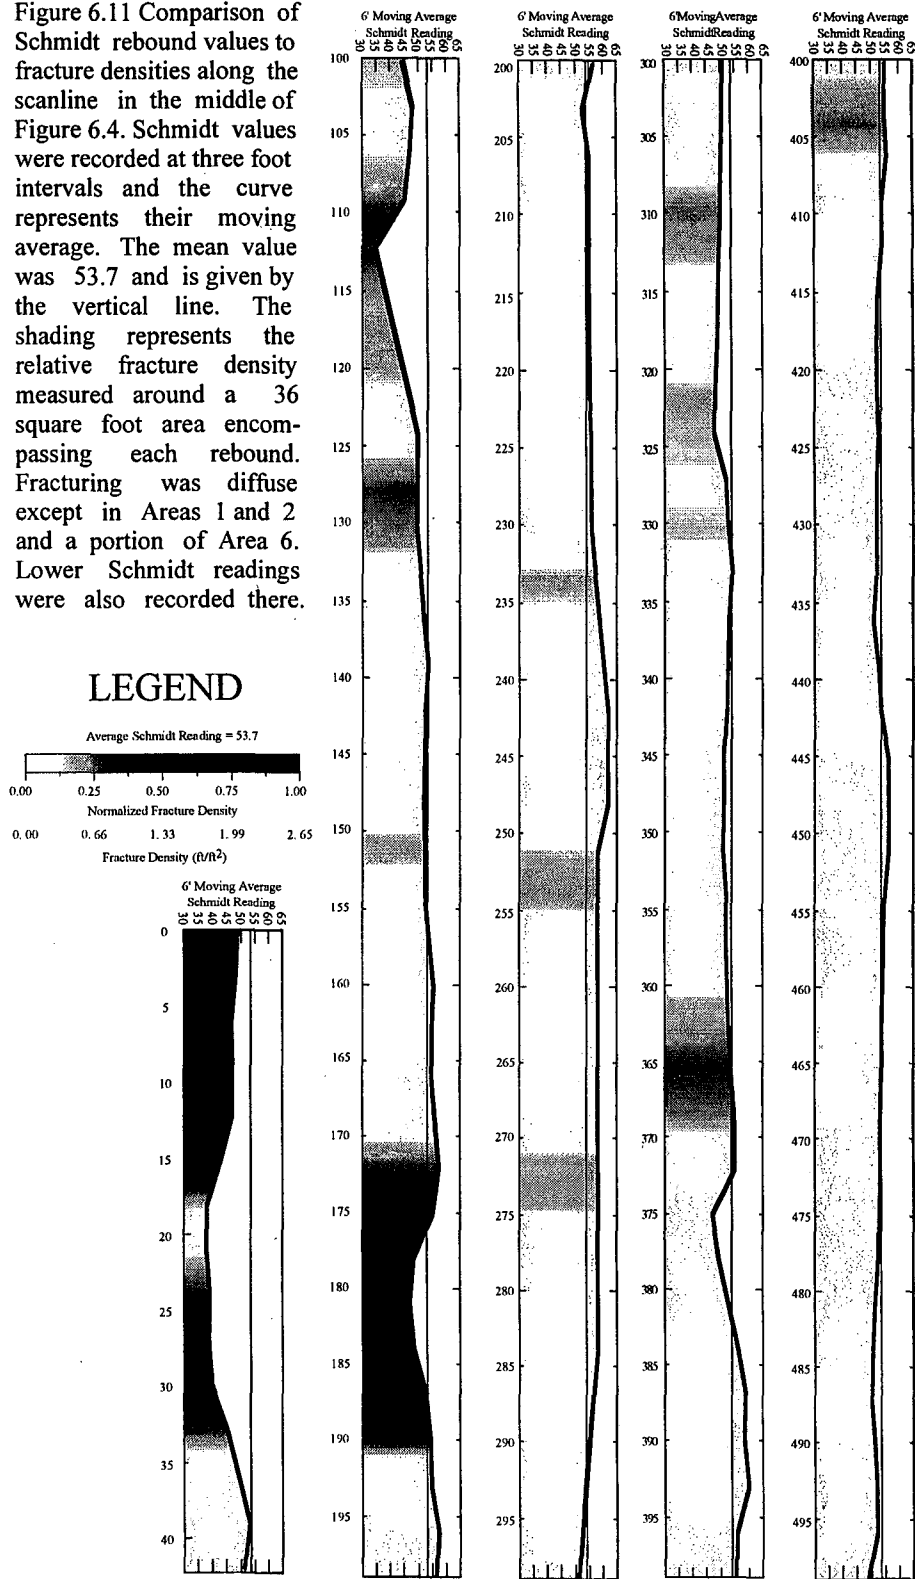 Figure 6.11 Comparison of
Schmidt rebound values to
fracture densities along the
scanline in the middle of
Figure 6.4. Schmidt values
were recorded at three foot
intervals and the curve
represents their moving
average. The mean value
was 53.7 and is given by
the vertical line. The
shading represents the
relative fracture density
measured around a 36
square foot area encom-
passing each rebound.
Fracturing was diffuse
except in Areas 1 and 2
and a portion of Area 6.
Lower Schmidt readings
were also recorded there.
LEGEND
Average Schmidt Reading = 53.7
0.00 0.25 0.50 0.75 1.00
Normalized Fracture Density
0.00 0.66 1.33 1.99 2.65
Fracture Density (ft/ft²)
6' Moving Average
Schmidt Reading
30 35 40 45 50 55 60 65
0
5
10
15
20
25
30
35
40
6' Moving Average
Schmidt Reading
30 35 40 45 50 55 60 65
100
105
110
115
120
125
130
135
140
145
150
155
160
165
170
175
180
185
190
195
6' Moving Average
Schmidt Reading
30 35 40 45 50 55 60 65
200
205
210
215
220
225
230
235
240
245
250
255
260
265
270
275
280
285
290
295
6'MovingAverage
SchmidtReading
30 35 40 45 50 55 60 65
300
305
310
315
320
325
330
335
340
345
350
355
360
365
370
375
380
385
390
395
6' Moving Average
Schmidt Reading
30 35 40 45 50 55 60 65
400
405
410
415
420
425
430
435
440
445
450
455
460
465
470
475
480
485
490
495